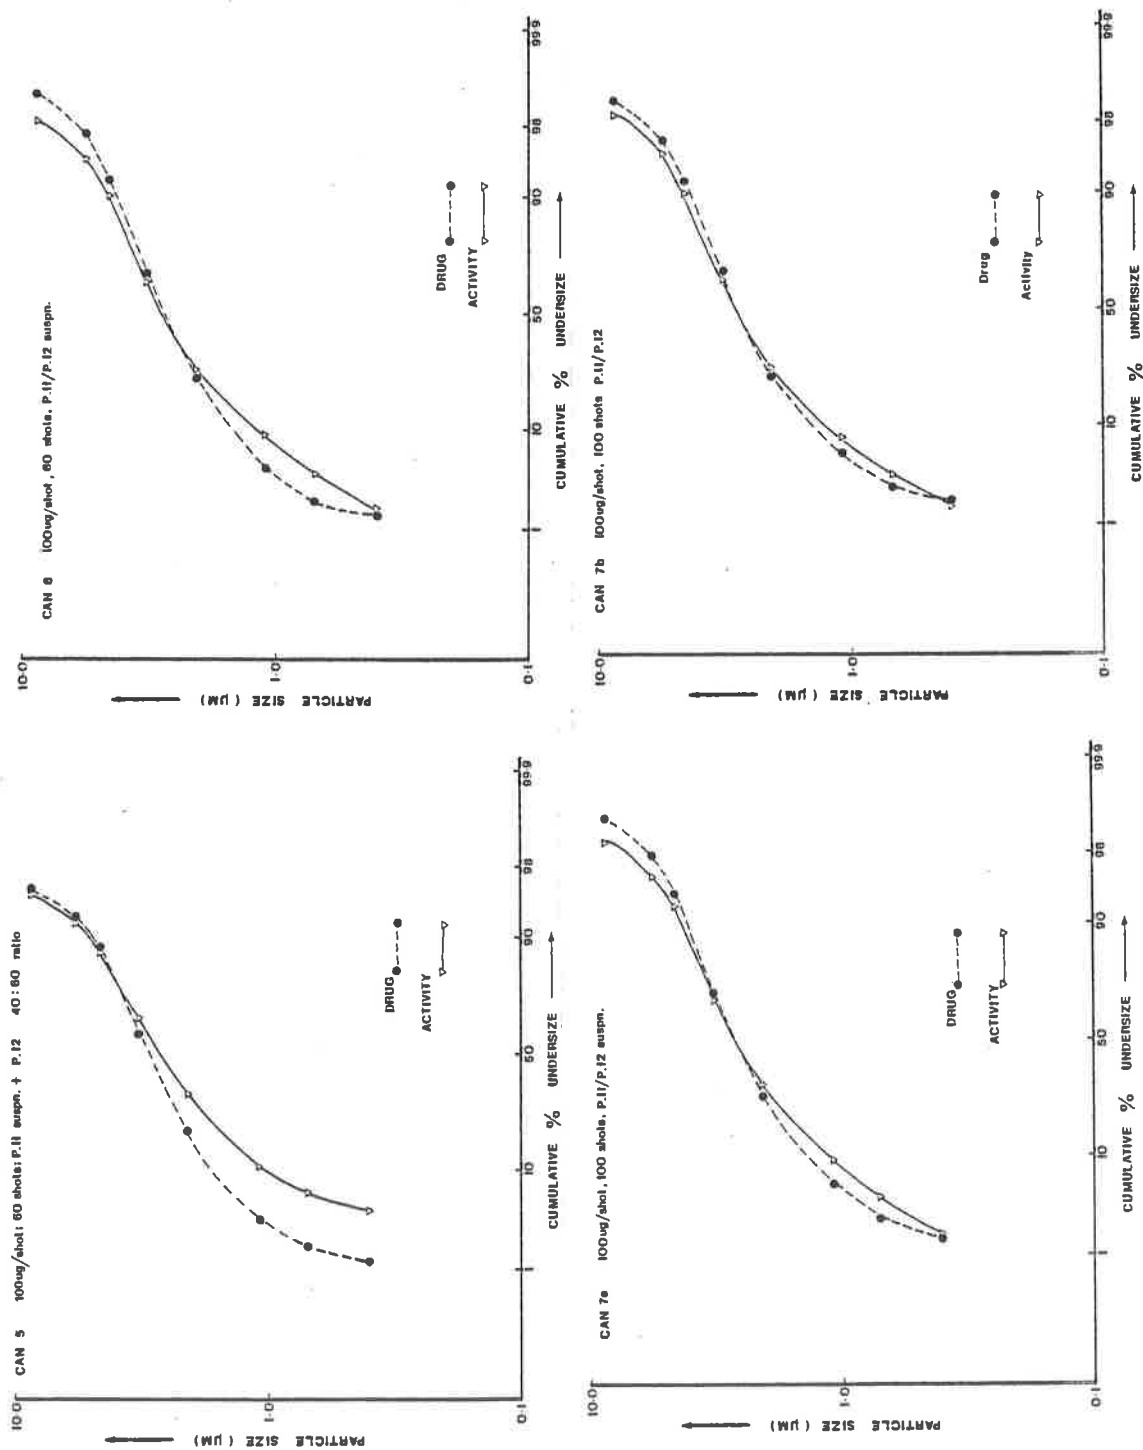 CAN 5 100ug/shot; 60 shots; P.11 suspn. + P.12 40:60 ratio
10·0
1·0
0·1
PARTICLE SIZE ( µM )
1
10
50
90
98
99·9
CUMULATIVE % UNDERSIZE
DRUG
ACTIVITY
CAN 6 100ug/shot, 60 shots, P.11/P.12 suspn.
10·0
1·0
0·1
PARTICLE SIZE ( µM )
1
10
50
90
98
99·9
CUMULATIVE % UNDERSIZE
DRUG
ACTIVITY
CAN 7a 100ug/shot, 100 shots, P.11/P.12 suspn.
10·0
1·0
0·1
PARTICLE SIZE ( µM )
1
10
50
90
98
99·9
CUMULATIVE % UNDERSIZE
DRUG
ACTIVITY
CAN 7b 100ug/shot, 100 shots P.11/P.12
10·0
1·0
0·1
PARTICLE SIZE ( µM )
1
10
50
90
98
99·9
CUMULATIVE % UNDERSIZE
Drug
Activity